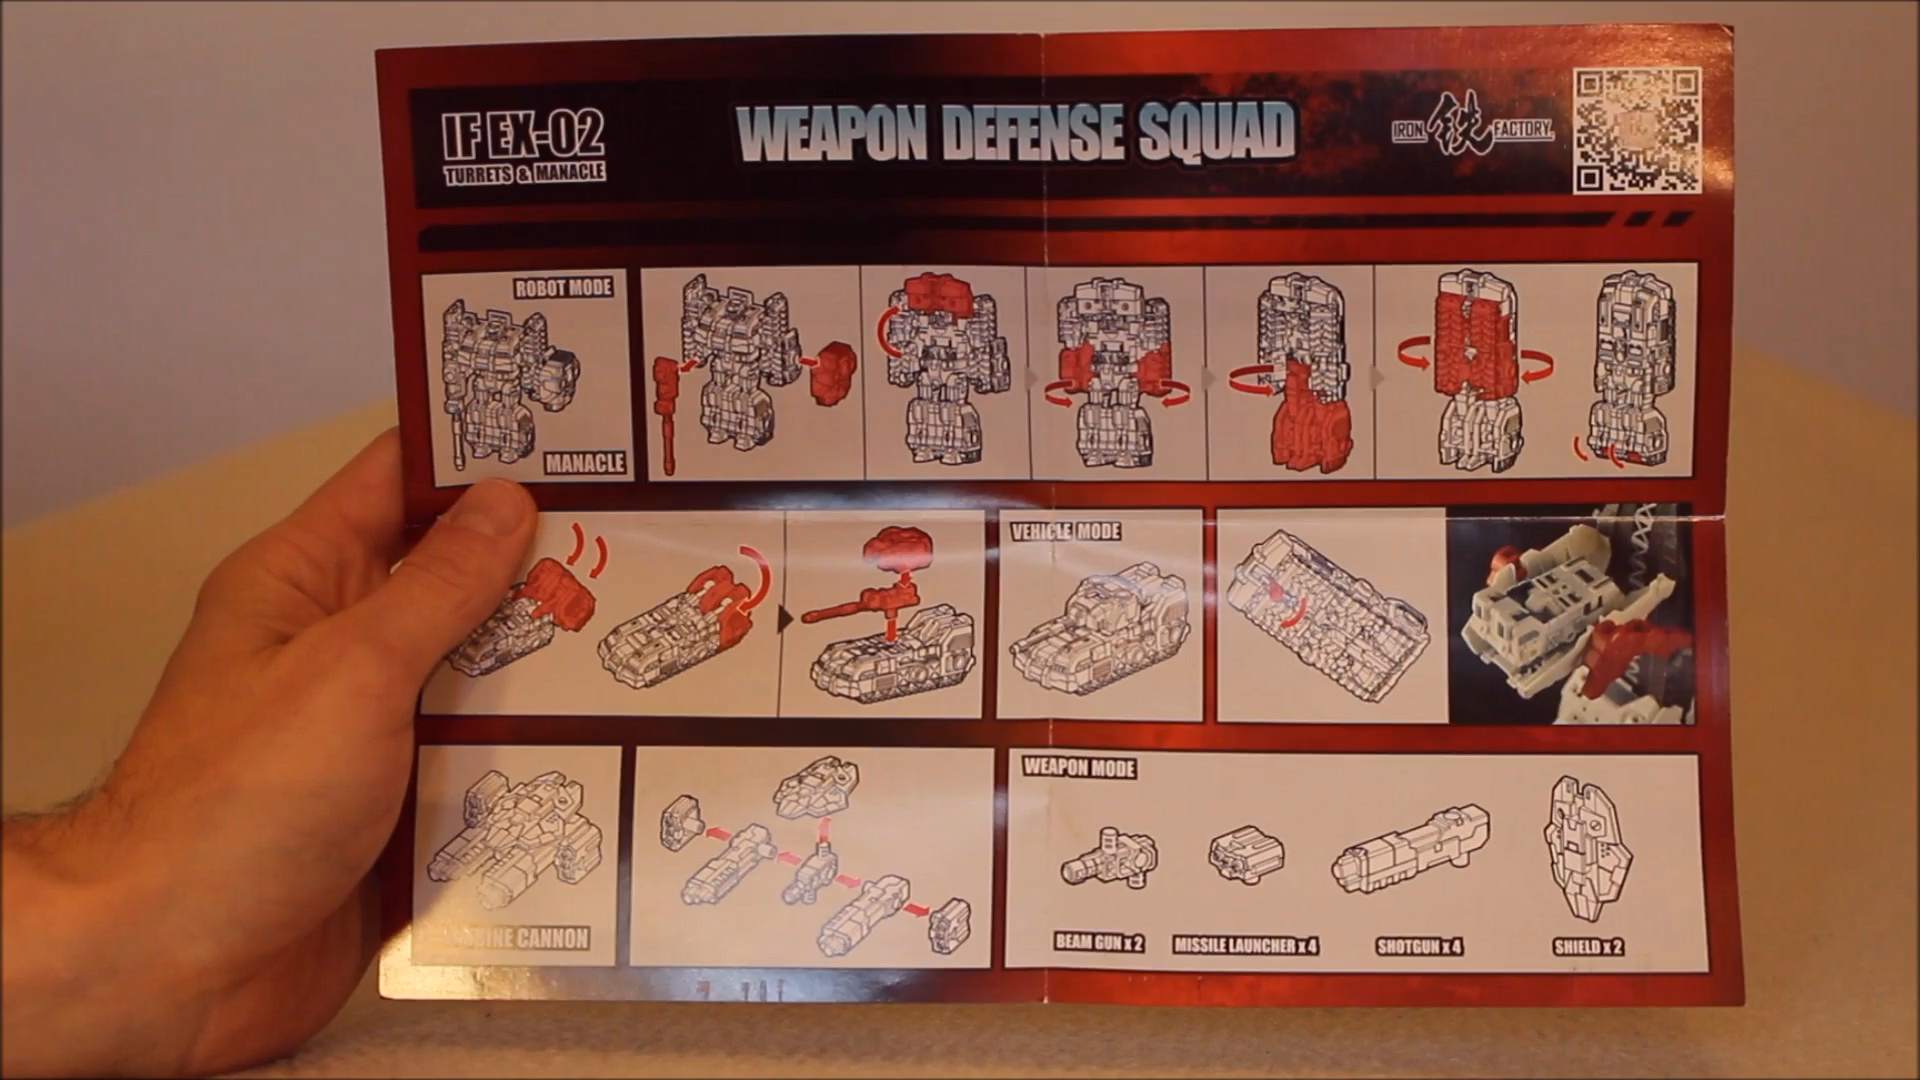 IF EX-02
TURRETS & MANACLE
WEAPON DEFENSE SQUAD
IRON 铁 FACTORY
ROBOT MODE
MANACLE
VEHICLE MODE
CANNON
WEAPON MODE
BEAM GUN x 2
MISSILE LAUNCHER x 4
SHOTGUN x 4
SHIELD x 2